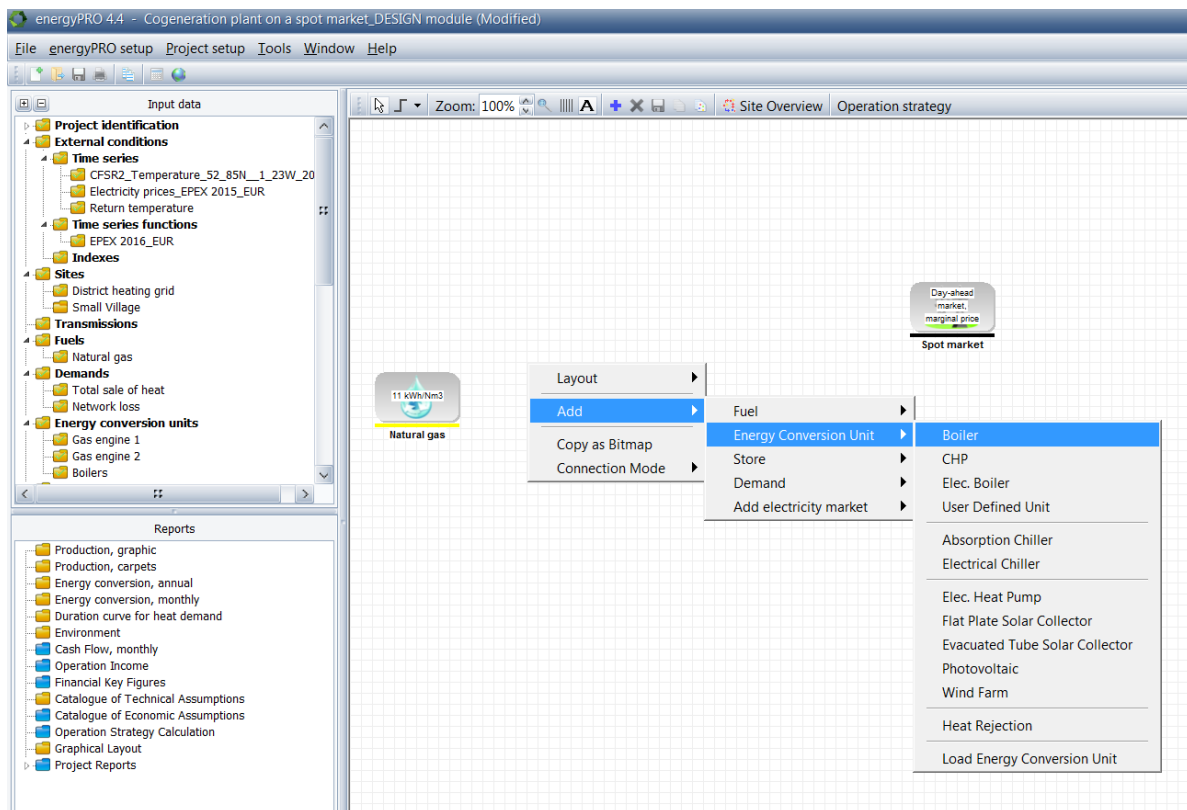 energyPRO 4.4 - Cogeneration plant on a spot market_DESIGN module (Modified)
File energyPRO setup Project setup Tools Window Help
Input data
Zoom: 100% A Site Overview Operation strategy
Project identification
External conditions
Time series
CFSR2_Temperature_52_85N__1_23W_20
Electricity prices_EPEX 2015_EUR
Return temperature
Time series functions
EPEX 2016_EUR
Indexes
Sites
District heating grid
Small Village
Transmissions
Fuels
Natural gas
Demands
Total sale of heat
Network loss
Energy conversion units
Gas engine 1
Gas engine 2
Boilers
Reports
Production, graphic
Production, carpets
Energy conversion, annual
Energy conversion, monthly
Duration curve for heat demand
Environment
Cash Flow, monthly
Operation Income
Financial Key Figures
Catalogue of Technical Assumptions
Catalogue of Economic Assumptions
Operation Strategy Calculation
Graphical Layout
Project Reports
Day-ahead
market,
marginal price
Spot market
11 kWh/Nm3
Natural gas
Layout
Add
Copy as Bitmap
Connection Mode
Fuel
Energy Conversion Unit
Store
Demand
Add electricity market
Boiler
CHP
Elec. Boiler
User Defined Unit
Absorption Chiller
Electrical Chiller
Elec. Heat Pump
Flat Plate Solar Collector
Evacuated Tube Solar Collector
Photovoltaic
Wind Farm
Heat Rejection
Load Energy Conversion Unit